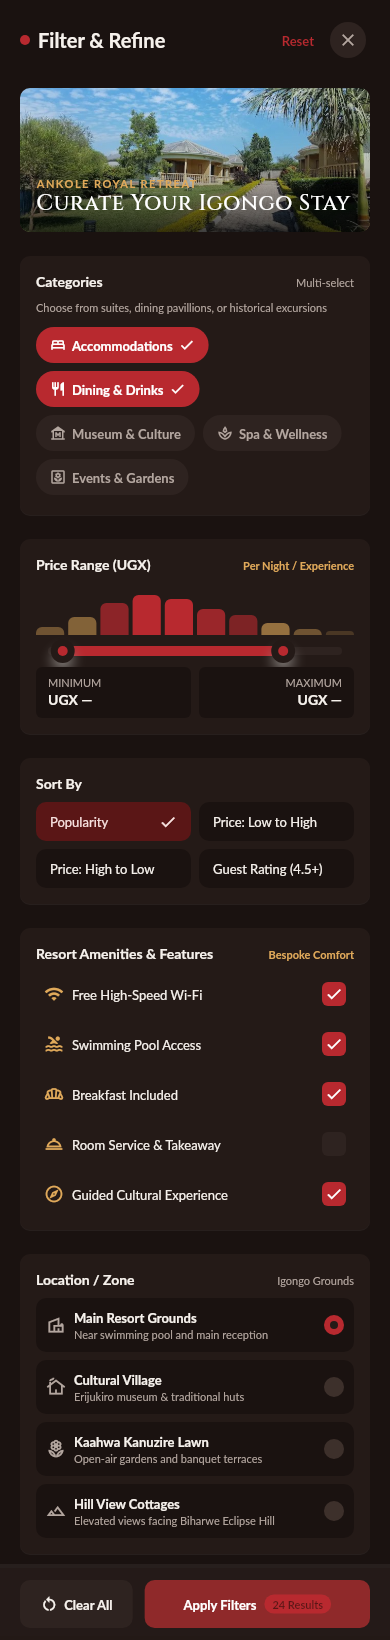 Filter & Refine
Reset
ANKOLE ROYAL RETREAT
Curate Your Igongo Stay
Categories
Multi-select
Choose from suites, dining pavillions, or historical excursions
Accommodations
Dining & Drinks
Museum & Culture
Spa & Wellness
Events & Gardens
Price Range (UGX)
Per Night / Experience
MINIMUM
UGX —
MAXIMUM
UGX —
Sort By
Popularity
Price: Low to High
Price: High to Low
Guest Rating (4.5+)
Resort Amenities & Features
Bespoke Comfort
Free High-Speed Wi-Fi
Swimming Pool Access
Breakfast Included
Room Service & Takeaway
Guided Cultural Experience
Location / Zone
Igongo Grounds
Main Resort Grounds
Near swimming pool and main reception
Cultural Village
Erijukiro museum & traditional huts
Kaahwa Kanuzire Lawn
Open-air gardens and banquet terraces
Hill View Cottages
Elevated views facing Biharwe Eclipse Hill
Clear All
Apply Filters
24 Results